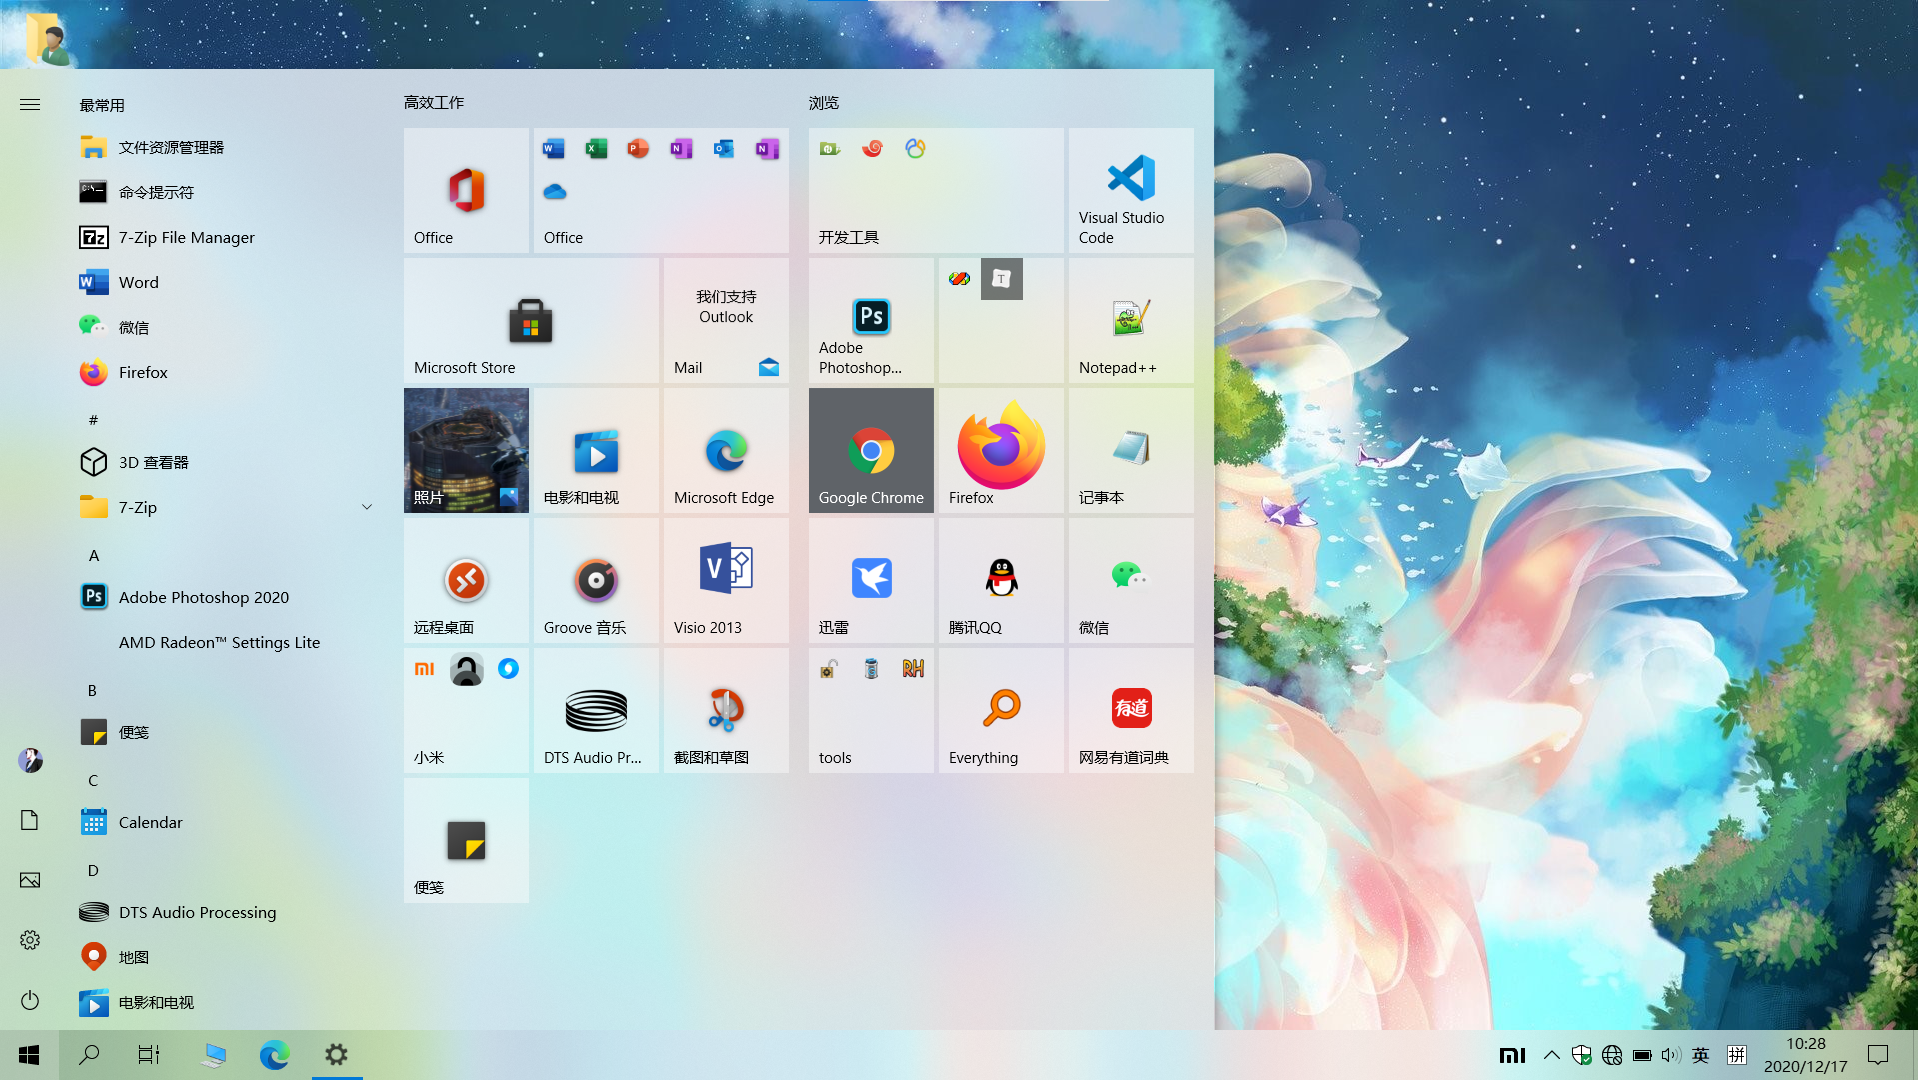 最常用
文件资源管理器
命令提示符
7-Zip File Manager
Word
微信
Firefox
#
3D 查看器
7-Zip
A
Adobe Photoshop 2020
AMD Radeon™ Settings Lite
B
便笺
C
Calendar
D
DTS Audio Processing
地图
电影和电视
高效工作
Office
Office
Microsoft Store
我们支持
Outlook
Mail
照片
电影和电视
Microsoft Edge
远程桌面
Groove 音乐
Visio 2013
小米
DTS Audio Pr...
截图和草图
便笺
浏览
开发工具
Visual Studio
Code
Ps
Adobe
Photoshop...
T
Notepad++
Google Chrome
Firefox
记事本
迅雷
腾讯QQ
微信
RH
tools
Everything
有道
网易有道词典
英
拼
10:28
2020/12/17